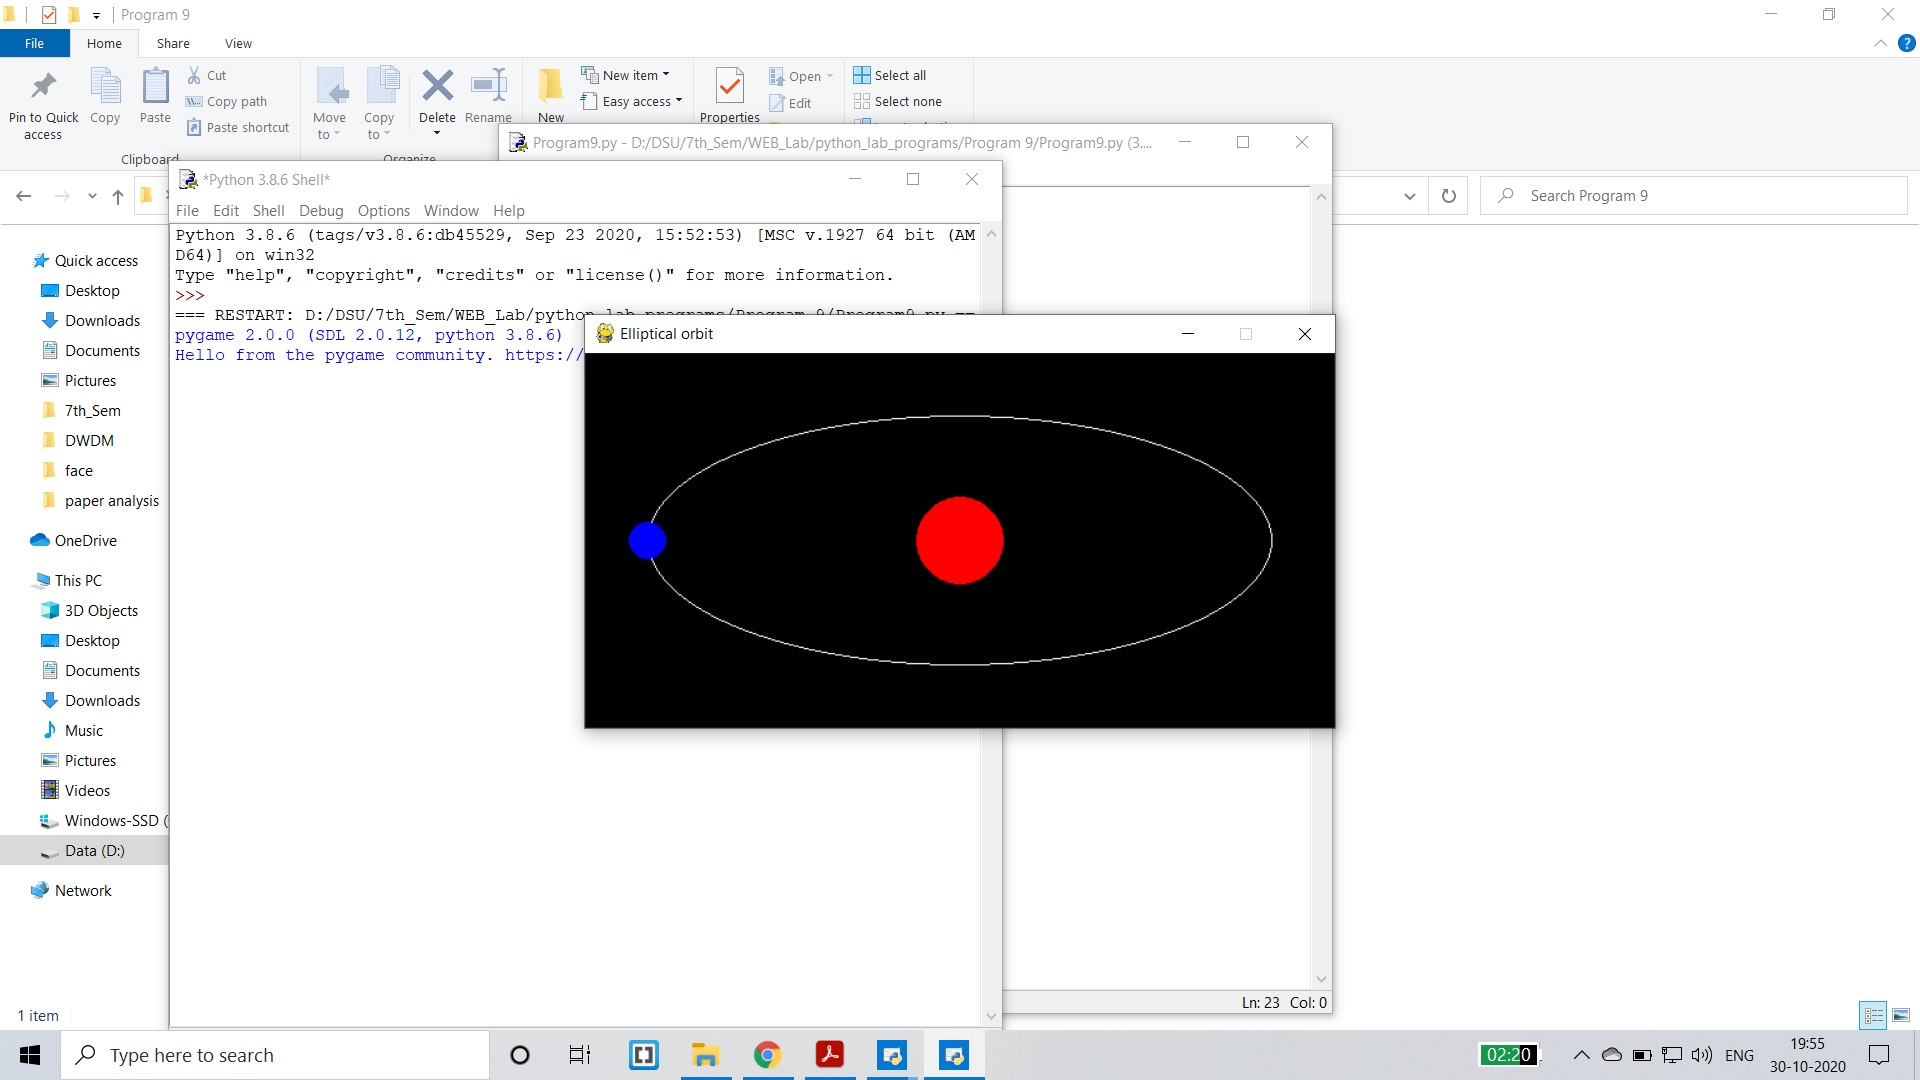 Program 9
File Home Share View
Pin to Quick access
Copy
Paste
Cut
Copy path
Paste shortcut
Clipboard
Move to
Copy to
Delete
Rename
Organize
New
New item
Easy access
Properties
Open
Edit
Select all
Select none
Program9.py - D:/DSU/7th_Sem/WEB_Lab/python_lab_programs/Program 9/Program9.py (3....
*Python 3.8.6 Shell*
Search Program 9
File Edit Shell Debug Options Window Help
Python 3.8.6 (tags/v3.8.6:db45529, Sep 23 2020, 15:52:53) [MSC v.1927 64 bit (AM
D64)] on win32
Type "help", "copyright", "credits" or "license()" for more information.
>>>
=== RESTART: D:/DSU/7th_Sem/WEB_Lab/python_lab_programs/Program 9/Program9.py ==
pygame 2.0.0 (SDL 2.0.12, python 3.8.6)
Hello from the pygame community. https://
Elliptical orbit
Quick access
Desktop
Downloads
Documents
Pictures
7th_Sem
DWDM
face
paper analysis
OneDrive
This PC
3D Objects
Desktop
Documents
Downloads
Music
Pictures
Videos
Windows-SSD (
Data (D:)
Network
1 item
Ln: 23 Col: 0
Type here to search
02:20
ENG
19:55
30-10-2020